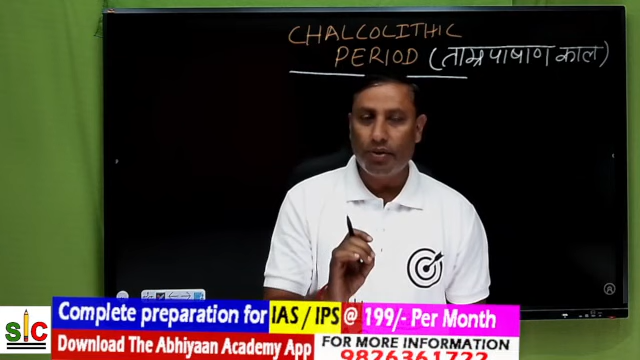 CHALCOLITHIC
PERIOD (ताम्रपाषाण काल)
SIC
Complete preparation for IAS / IPS @ 199/- Per Month
Download The Abhiyaan Academy App
FOR MORE INFORMATION
9826361722